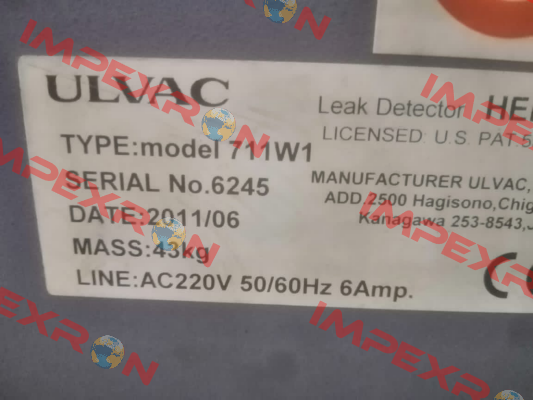 ULVAC
Leak Detector HE
LICENSED: U.S. PAT 5
TYPE:model 711W1
SERIAL No.6245
DATE:2011/06
MASS:43kg
LINE:AC220V 50/60Hz 6Amp.
MANUFACTURER ULVAC,
ADD 2500 Hagisono,Chig
Kanagawa 253-8543,
CE
IMPEXRON
IMPEXRON
IMPEXRON
IMPEXRON
IMPEXRON
IMPEXRON